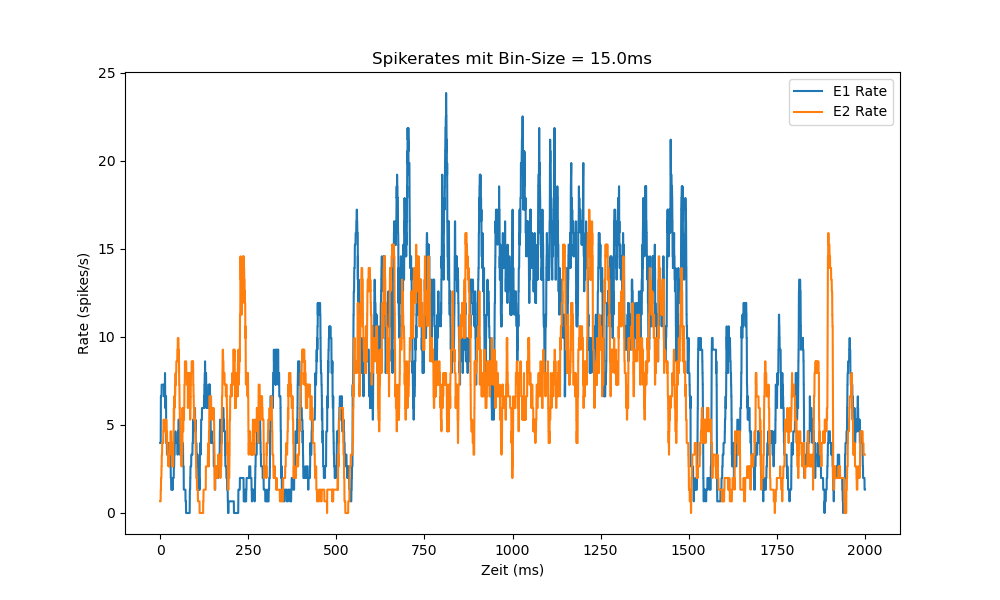 Spikerates mit Bin-Size = 15.0ms
25
20
15
10
5
0
Rate (spikes/s)
E1 Rate
E2 Rate
0 250 500 750 1000 1250 1500 1750 2000
Zeit (ms)